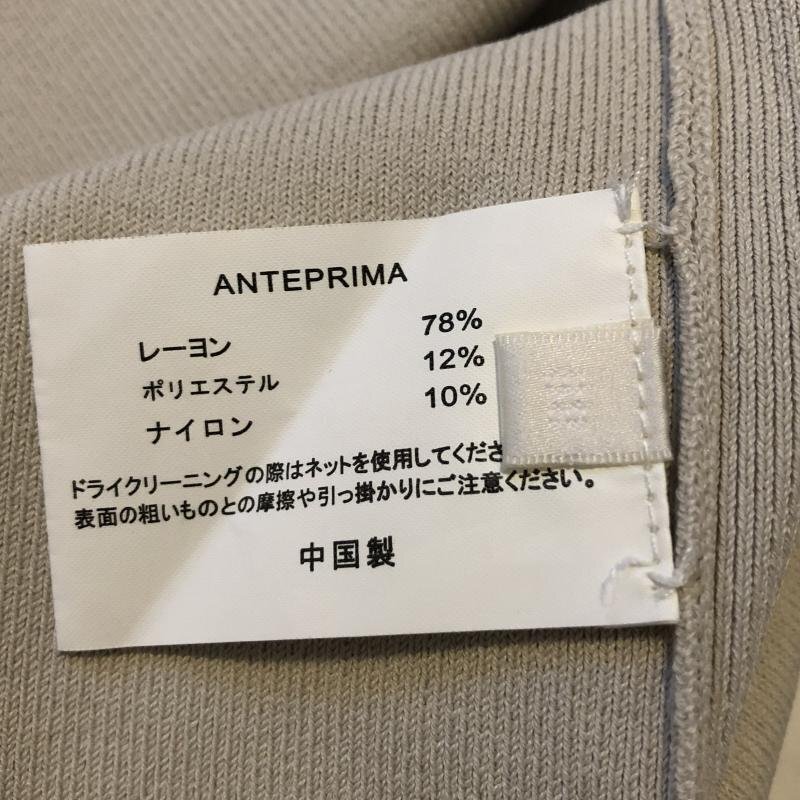 ANTEPRIMA
レーヨン 78%
ポリエステル 12%
ナイロン 10%
ドライクリーニングの際はネットを使用してくださ
表面の粗いものとの摩擦や引っ掛かりにご注意ください。
中国製